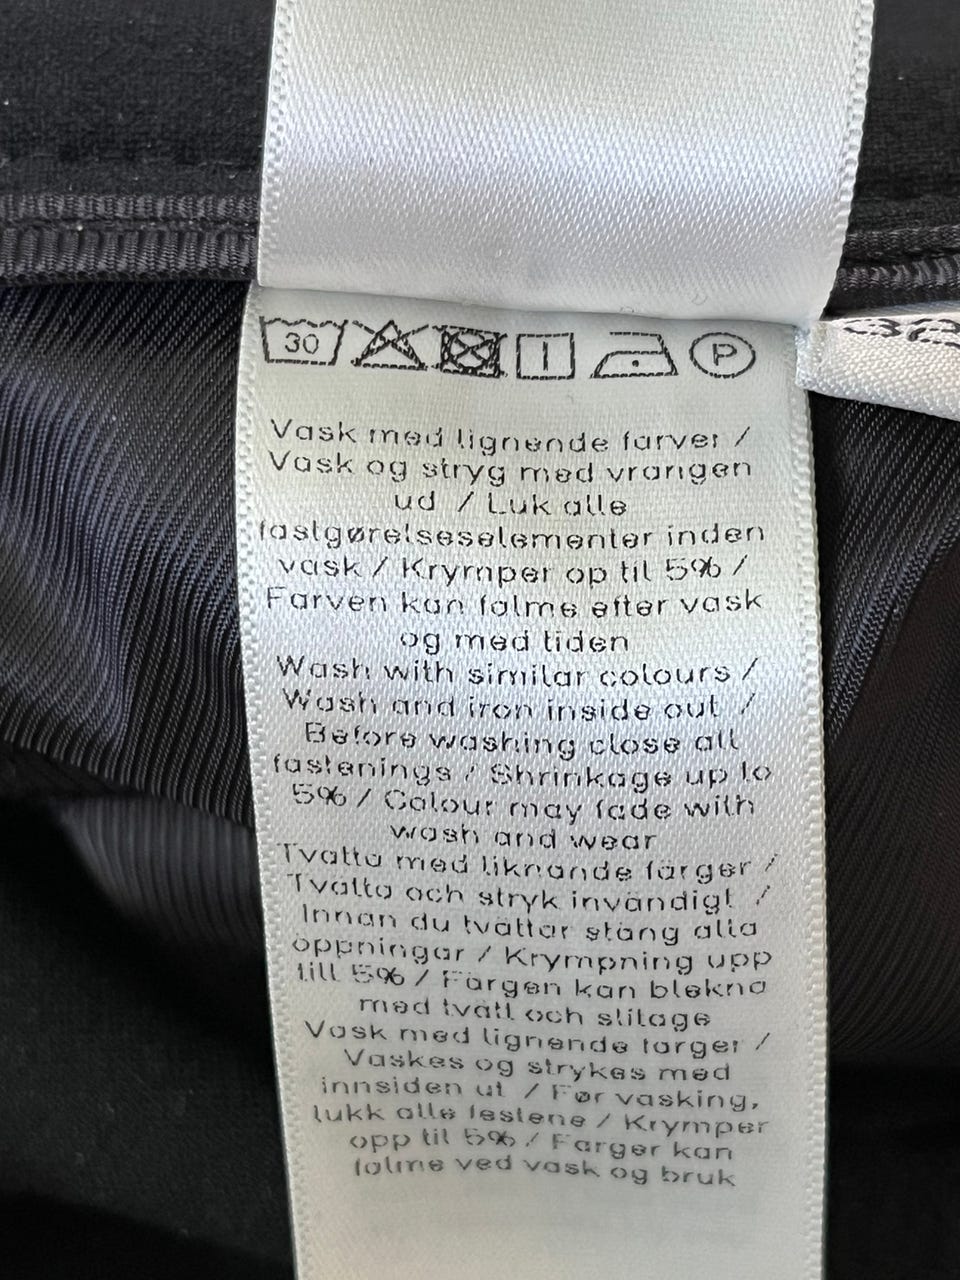 30 P
Vask med lignende farver /
Vask og stryg med vrangen
ud / Luk alle
fastgørelseselementer inden
vask / Krymper op til 5% /
Farven kan falme efter vask
og med tiden
Wash with similar colours /
Wash and iron inside out /
Before washing close all
fastenings / Shrinkage up to
5% / Colour may fade with
wash and wear
Tvätta med liknande färger /
Tvätta och stryk invändigt /
Innan du tvättar stäng alla
öppningar / Krympning upp
till 5% / Färgen kan blekna
med tvätt och slitage
Vask med lignende farger /
Vaskes og strykes med
innsiden ut / Før vasking,
lukk alle festene / Krymper
opp til 5% / Farger kan
falme ved vask og bruk